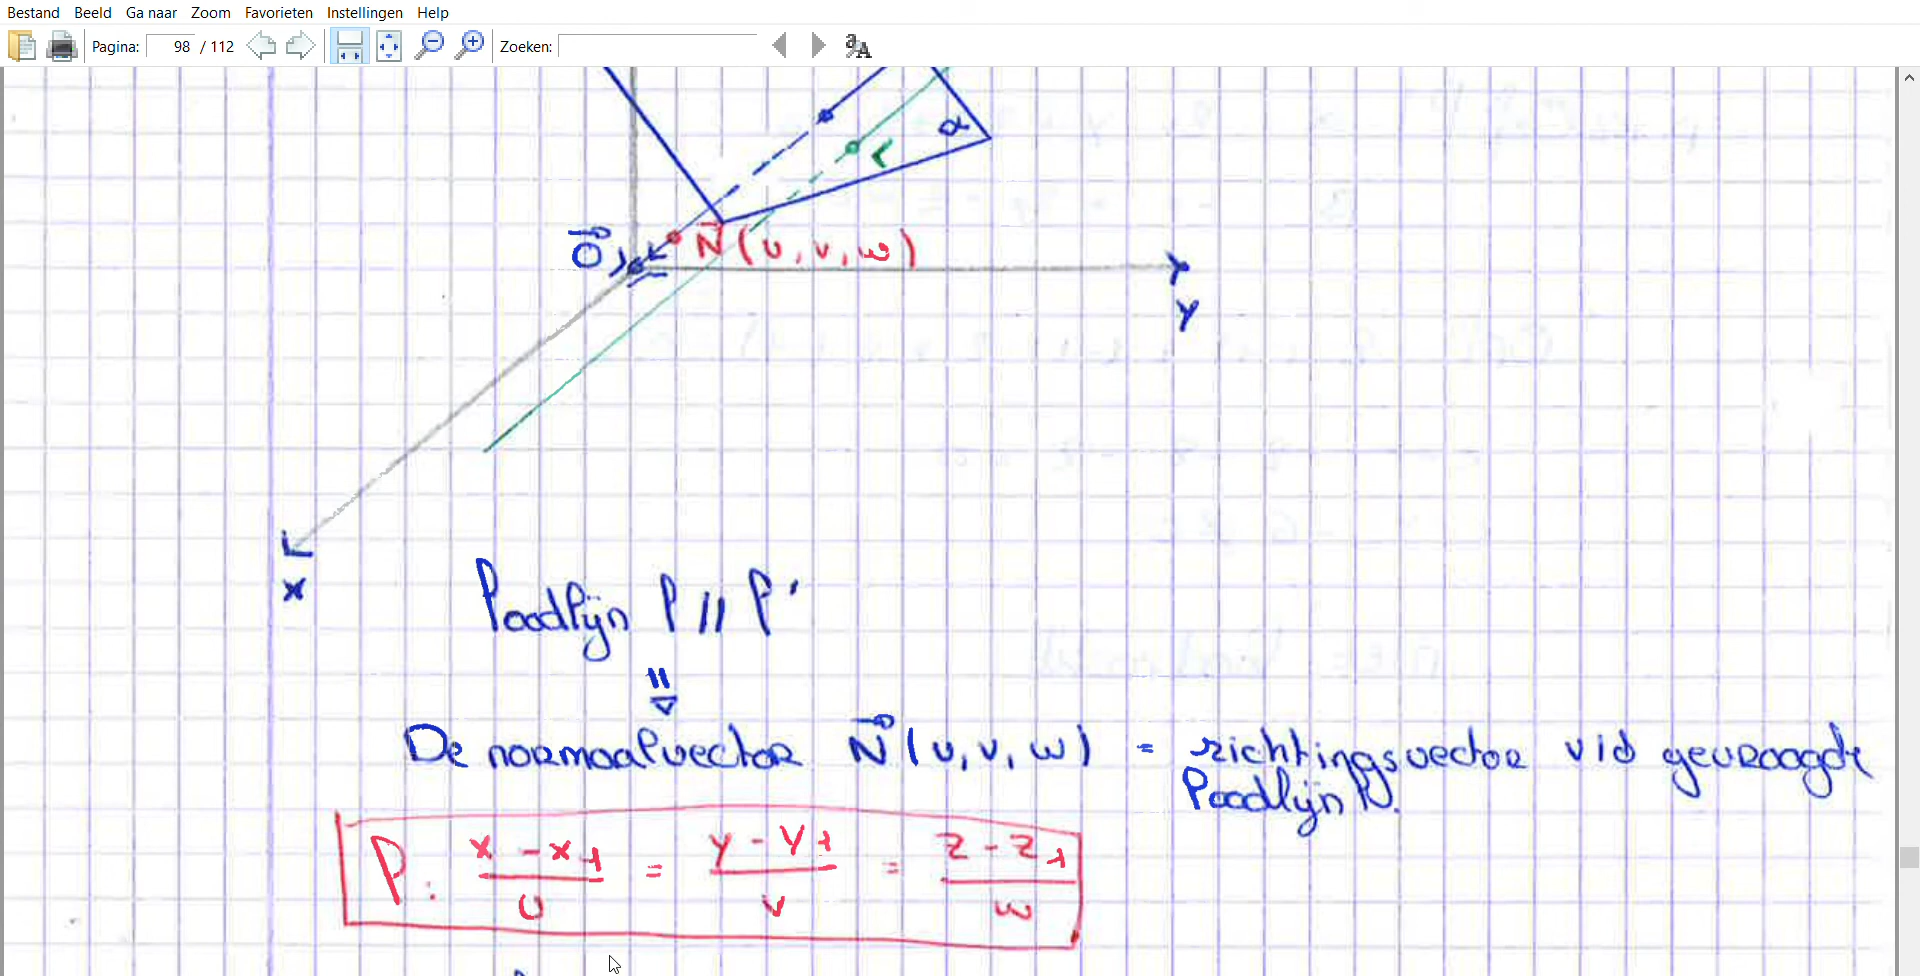 Bestand Beeld Ga naar Zoom Favorieten Instellingen Help
Pagina: 98 / 112 Zoeken:
α
r
O N (u, v, w)
y
x
Loodlijn l // l'
De normaalvector N (u, v, w) = richtingsvector v/d gevraagde
loodlijn
l: x - x1 / u = y - y1 / v = z - z1 / w